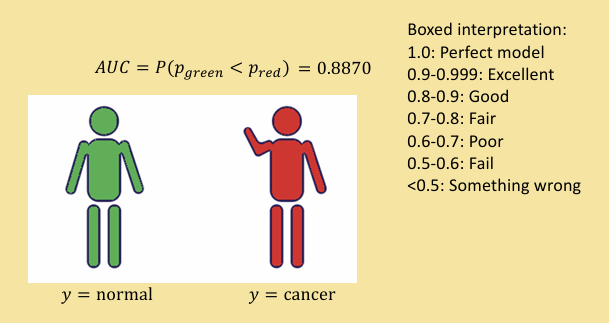 AUC = P(p_green < p_red) = 0.8870
y = normal
y = cancer
Boxed interpretation:
1.0: Perfect model
0.9-0.999: Excellent
0.8-0.9: Good
0.7-0.8: Fair
0.6-0.7: Poor
0.5-0.6: Fail
<0.5: Something wrong